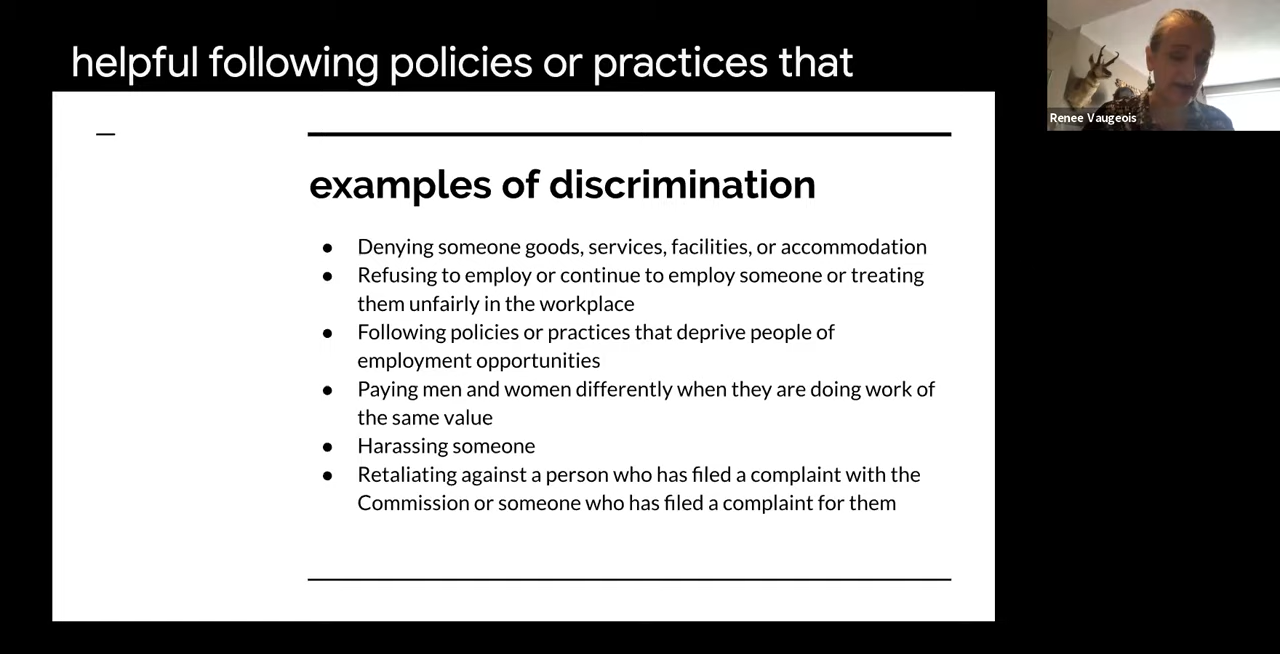 helpful following policies or practices that
Renee Vaugeois
examples of discrimination
● Denying someone goods, services, facilities, or accommodation
● Refusing to employ or continue to employ someone or treating
them unfairly in the workplace
● Following policies or practices that deprive people of
employment opportunities
● Paying men and women differently when they are doing work of
the same value
● Harassing someone
● Retaliating against a person who has filed a complaint with the
Commission or someone who has filed a complaint for them